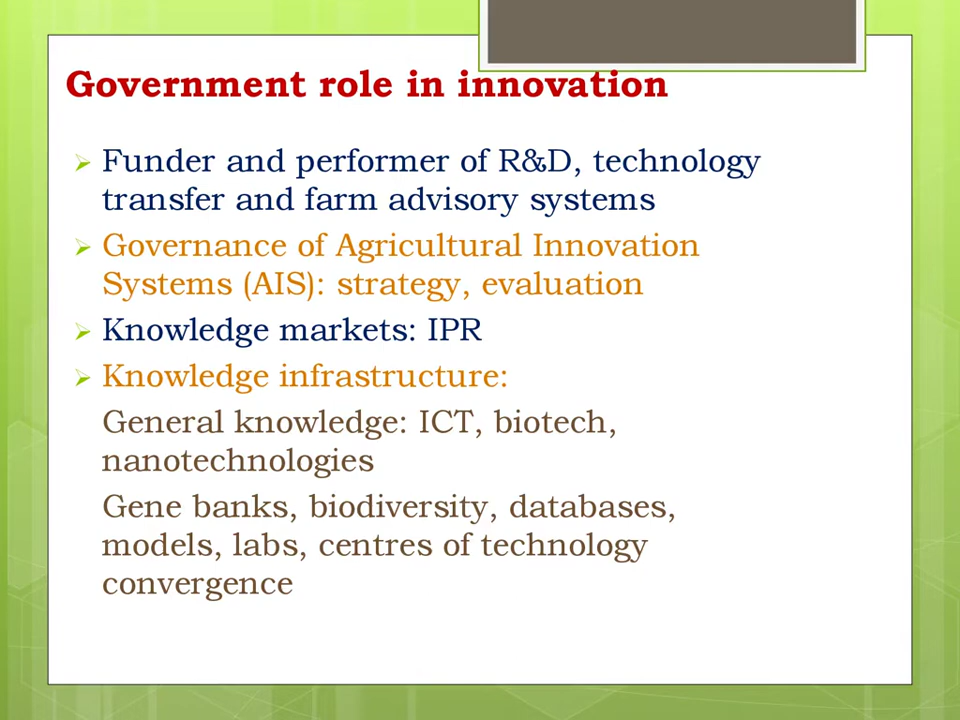 Government role in innovation
Funder and performer of R&D, technology
transfer and farm advisory systems
Governance of Agricultural Innovation
Systems (AIS): strategy, evaluation
Knowledge markets: IPR
Knowledge infrastructure:
General knowledge: ICT, biotech,
nanotechnologies
Gene banks, biodiversity, databases,
models, labs, centres of technology
convergence